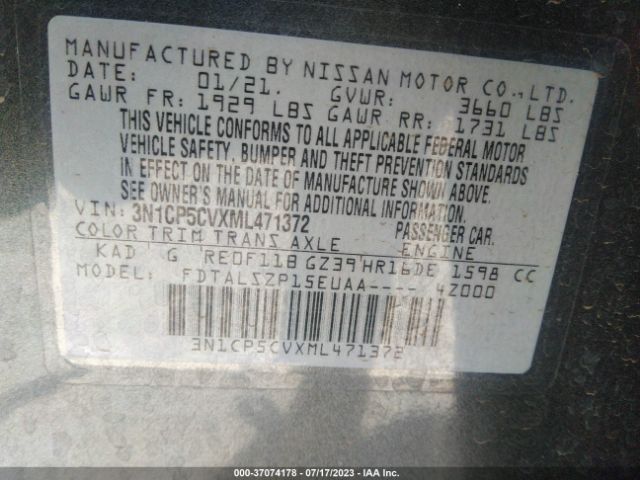 MANUFACTURED BY NISSAN MOTOR CO.,LTD.
DATE: 01/21. GVWR: 3660 LBS
GAWR FR: 1929 LBS GAWR RR: 1731 LBS
THIS VEHICLE CONFORMS TO ALL APPLICABLE FEDERAL MOTOR
VEHICLE SAFETY, BUMPER AND THEFT PREVENTION STANDARDS
IN EFFECT ON THE DATE OF MANUFACTURE SHOWN ABOVE.
SEE OWNER'S MANUAL FOR ADDITIONAL INFORMATION.
VIN: 3N1CP5CVXML471372 PASSENGER CAR.
COLOR TRIM TRANS AXLE ENGINE
KAD G RE0F11B GZ39 HR16DE 1598 CC
MODEL: FDTALSZP15EUAA---- 4Z000
3N1CP5CVXML471372
000-37074178 - 07/17/2023 - IAA Inc.